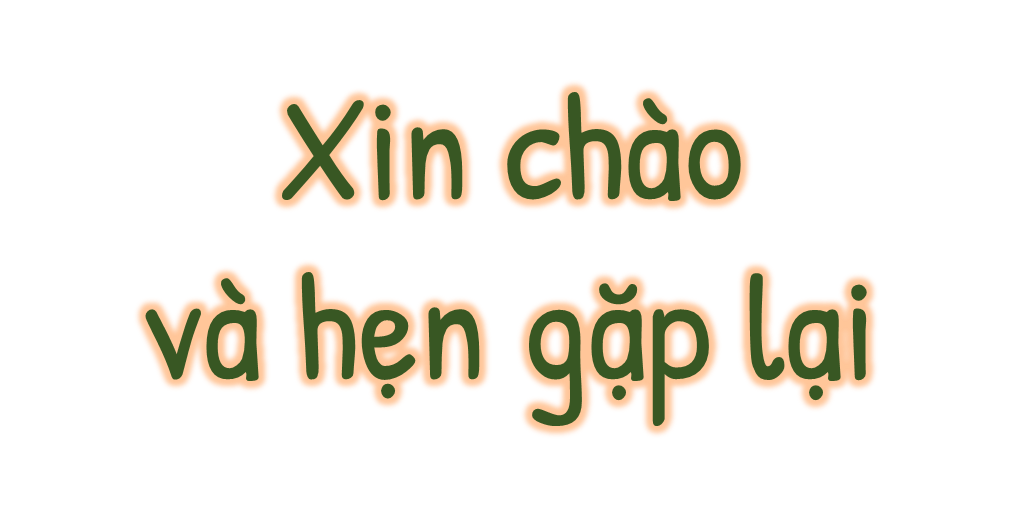 Xin chào
và hẹn gặp lại